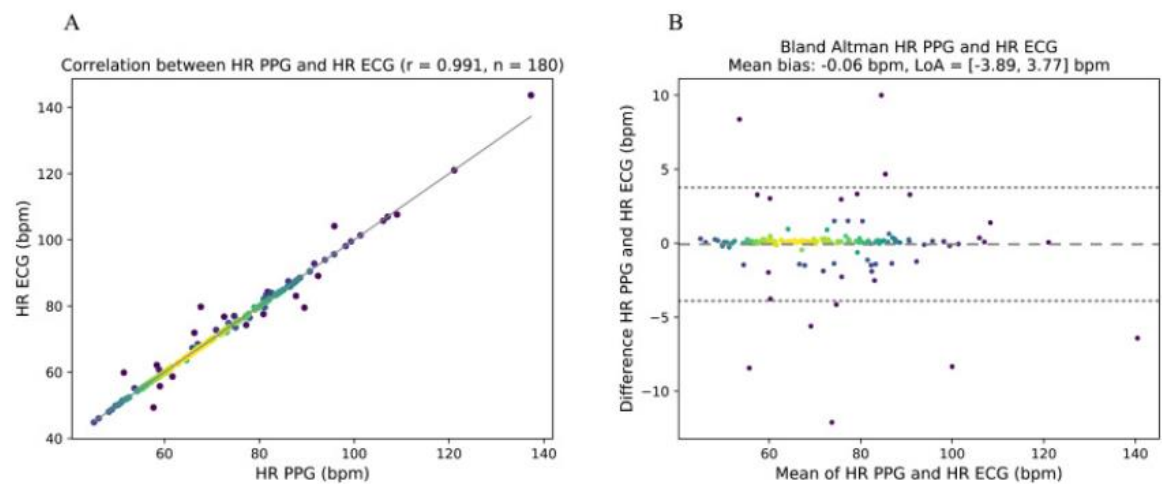 A
Correlation between HR PPG and HR ECG (r = 0.991, n = 180)
HR ECG (bpm)
140
120
100
80
60
40
60
80
100
120
140
HR PPG (bpm)
B
Bland Altman HR PPG and HR ECG
Mean bias: -0.06 bpm, LoA = [-3.89, 3.77] bpm
Difference HR PPG and HR ECG (bpm)
10
5
0
−5
−10
60
80
100
120
140
Mean of HR PPG and HR ECG (bpm)